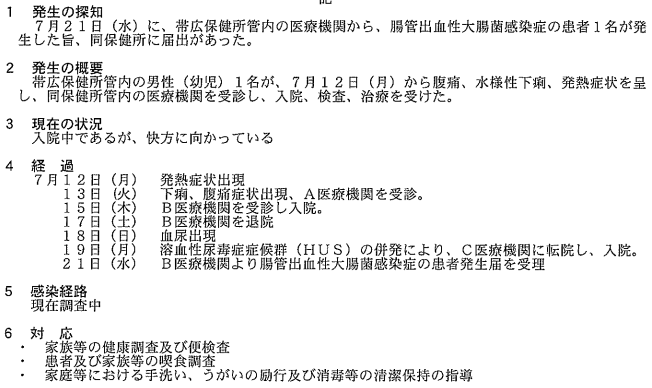 記
1　発生の探知
７月２１日（水）に、帯広保健所管内の医療機関から、腸管出血性大腸菌感染症の患者１名が発
生した旨、同保健所に届出があった。
2　発生の概要
帯広保健所管内の男性（幼児）１名が、７月１２日（月）から腹痛、水様性下痢、発熱症状を呈
し、同保健所管内の医療機関を受診し、入院、検査、治療を受けた。
3　現在の状況
入院中であるが、快方に向かっている
4　経　過
７月１２日（月）　発熱症状出現
１３日（火）　下痢、腹痛症状出現、Ａ医療機関を受診。
１５日（木）　Ｂ医療機関を受診し入院。
１７日（土）　Ｂ医療機関を退院
１８日（日）　血尿出現
１９日（月）　溶血性尿毒症症候群（ＨＵＳ）の併発により、Ｃ医療機関に転院し、入院。
２１日（水）　Ｂ医療機関より腸管出血性大腸菌感染症の患者発生届を受理
5　感染経路
現在調査中
6　対　応
・　家族等の健康調査及び便検査
・　患者及び家族等の喫食調査
・　家庭等における手洗い、うがいの励行及び消毒等の清潔保持の指導